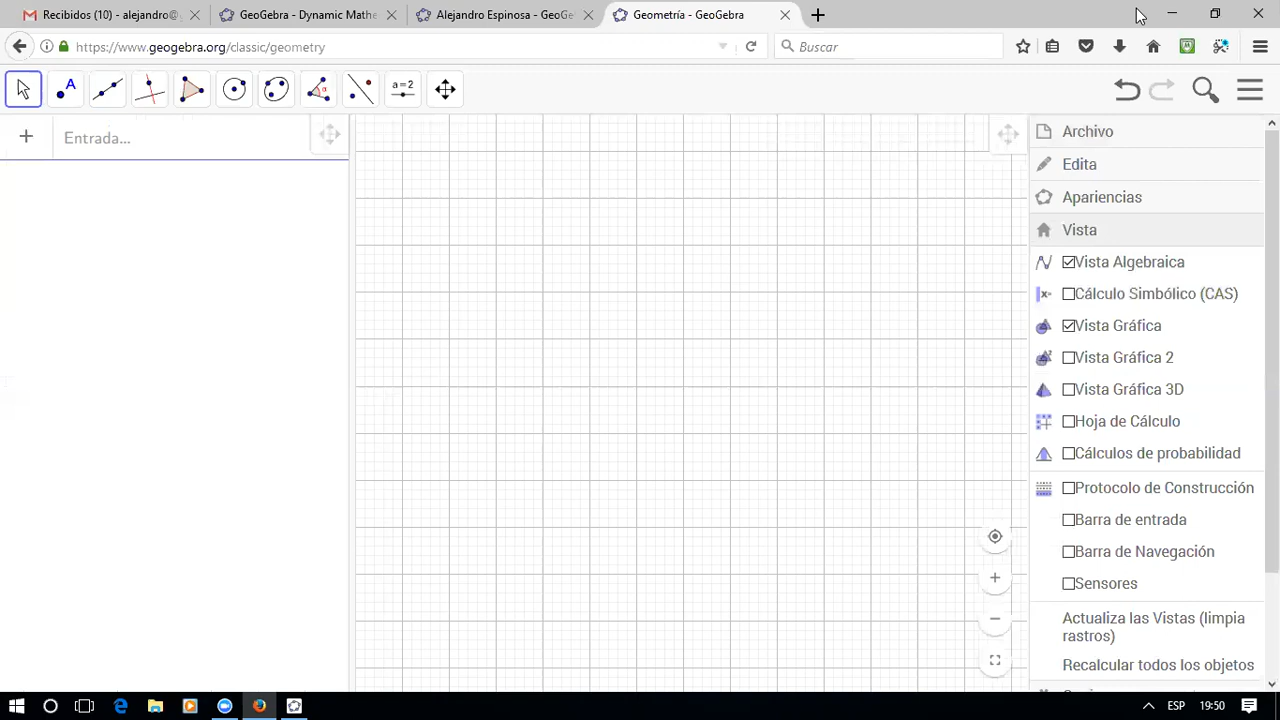 Recibidos (10) - alejandro@
GeoGebra - Dynamic Mathe
Alejandro Espinosa - GeoGe
Geometría - GeoGebra
https://www.geogebra.org/classic/geometry
Buscar
A
a=2
Entrada...
Archivo
Edita
Apariencias
Vista
Vista Algebraica
Cálculo Simbólico (CAS)
Vista Gráfica
Vista Gráfica 2
Vista Gráfica 3D
Hoja de Cálculo
Cálculos de probabilidad
Protocolo de Construcción
Barra de entrada
Barra de Navegación
Sensores
Actualiza las Vistas (limpia
rastros)
Recalcular todos los objetos
ESP
19:50